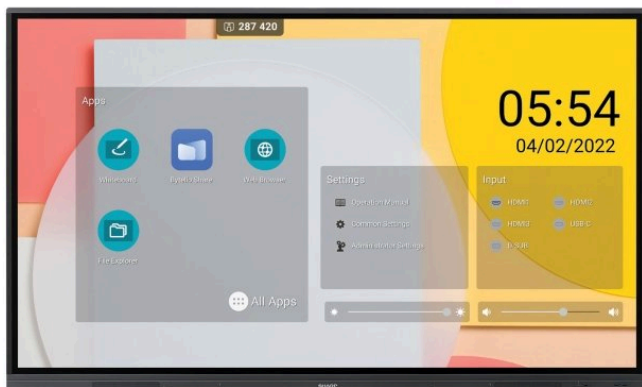 287 420
Apps
Whiteboard
Bytello Share
Web Browser
File Explorer
All Apps
05:54
04/02/2022
Settings
Operation Manual
Common Settings
Administrator Settings
Input
HDMI1
HDMI2
HDMI3
USB-C
D-SUB
SHARP